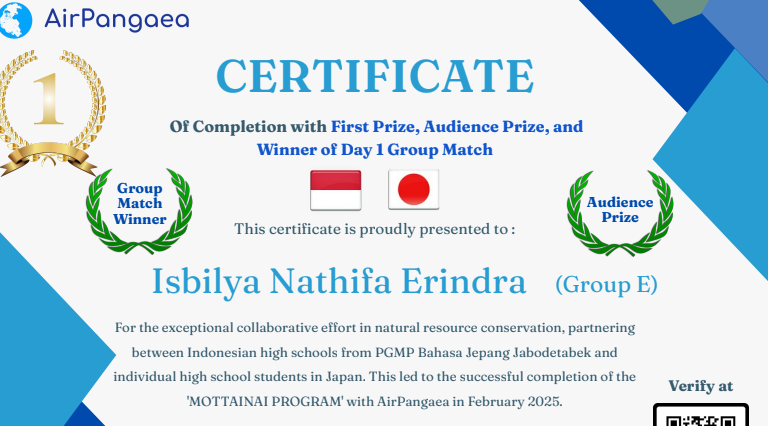 AirPangaea
CERTIFICATE
1
Of Completion with First Prize, Audience Prize, and
Winner of Day 1 Group Match
Group
Match
Winner
Audience
Prize
This certificate is proudly presented to :
Isbilya Nathifa Erindra (Group E)
For the exceptional collaborative effort in natural resource conservation, partnering
between Indonesian high schools from PGMP Bahasa Jepang Jabodetabek and
individual high school students in Japan. This led to the successful completion of the
'MOTTAINAI PROGRAM' with AirPangaea in February 2025.
Verify at